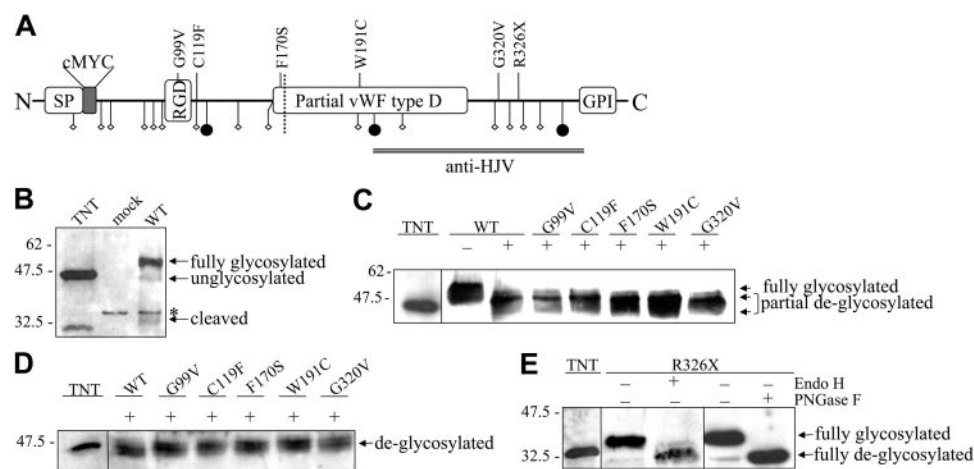 A
cMYC
G99V
C119F
F170S
W191C
G320V
R326X
N
SP
RGD
Partial vWF type D
GPI
C
anti-HJV
B
TNT
mock
WT
62 -
47.5 -
32.5 -
fully glycosylated
unglycosylated
*
cleaved
C
TNT
WT
G99V
C119F
F170S
W191C
G320V
– + + + + + +
62 -
47.5 -
fully glycosylated
partial de-glycosylated
D
TNT
WT
G99V
C119F
F170S
W191C
G320V
+ + + + + +
47.5 -
de-glycosylated
E
TNT
R326X
– + – – Endo H
– – – + PNGase F
47.5 -
32.5 -
fully glycosylated
fully de-glycosylated